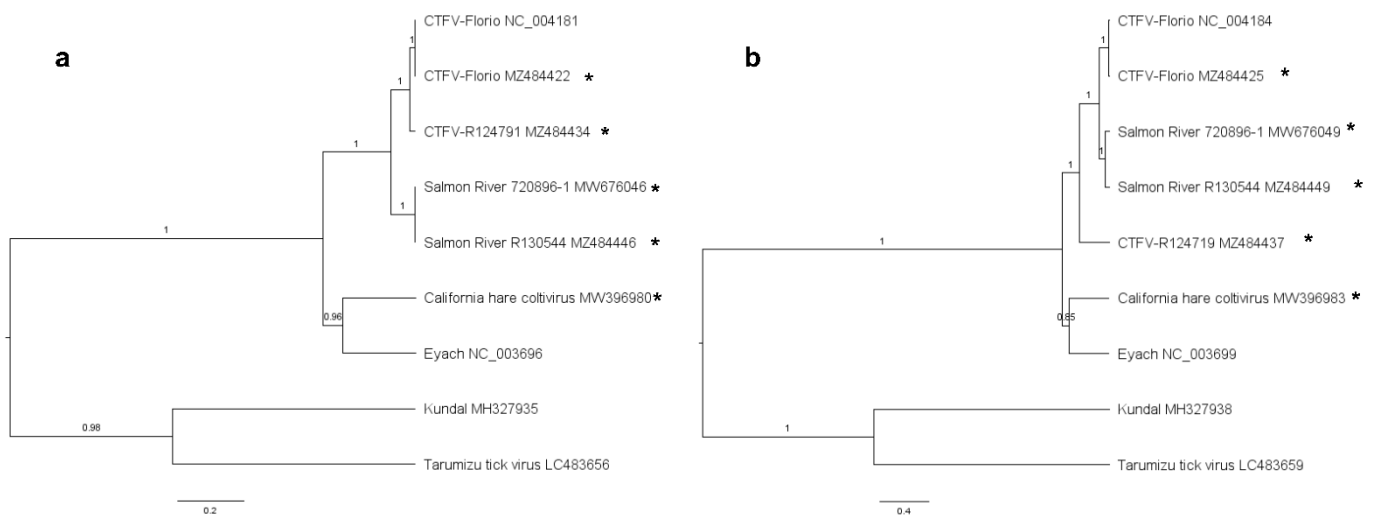 a
CTFV-Florio NC_004181
1
CTFV-Florio MZ484422 *
1
CTFV-R124791 MZ484434 *
1
Salmon River 720896-1 MW676046 *
1
Salmon River R130544 MZ484446 *
1
California hare coltivirus MW396980 *
0.96
Eyach NC_003696
Kundal MH327935
0.98
Tarumizu tick virus LC483656
0.2
b
CTFV-Florio NC_004184
1
CTFV-Florio MZ484425 *
1
Salmon River 720896-1 MW676049 *
1
Salmon River R130544 MZ484449 *
1
CTFV-R124719 MZ484437 *
1
California hare coltivirus MW396983 *
0.85
Eyach NC_003699
Kundal MH327938
1
Tarumizu tick virus LC483659
0.4